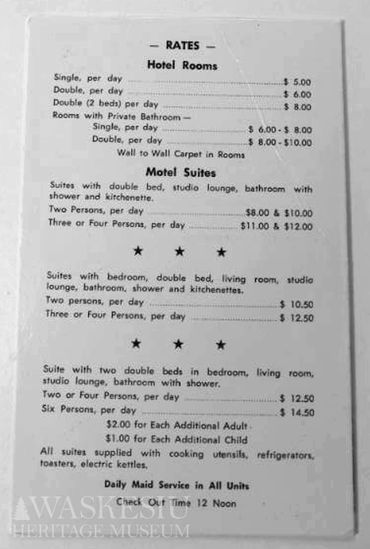 — RATES —
Hotel Rooms
Single, per day ........ $ 5.00
Double, per day ........ $ 6.00
Double (2 beds) per day ........ $ 8.00
Rooms with Private Bathroom —
Single, per day ........ $ 6.00 - $ 8.00
Double, per day ........ $ 8.00 - $10.00
Wall to Wall Carpet in Rooms
Motel Suites
Suites with double bed, studio lounge, bathroom with
shower and kitchenette.
Two Persons, per day ........ $8.00 & $10.00
Three or Four Persons, per day ........ $11.00 & $12.00
★ ★ ★
Suites with bedroom, double bed, living room, studio
lounge, bathroom, shower and kitchenettes.
Two persons, per day ........ $ 10.50
Three or Four Persons, per day ........ $ 12.50
★ ★ ★
Suite with two double beds in bedroom, living room,
studio lounge, bathroom with shower.
Two or Four Persons, per day ........ $ 12.50
Six Persons, per day ........ $ 14.50
$2.00 for Each Additional Adult
$1.00 for Each Additional Child
All suites supplied with cooking utensils, refrigerators,
toasters, electric kettles.
Daily Maid Service in All Units
Check Out Time 12 Noon
WASKESIU
HERITAGE MUSEUM